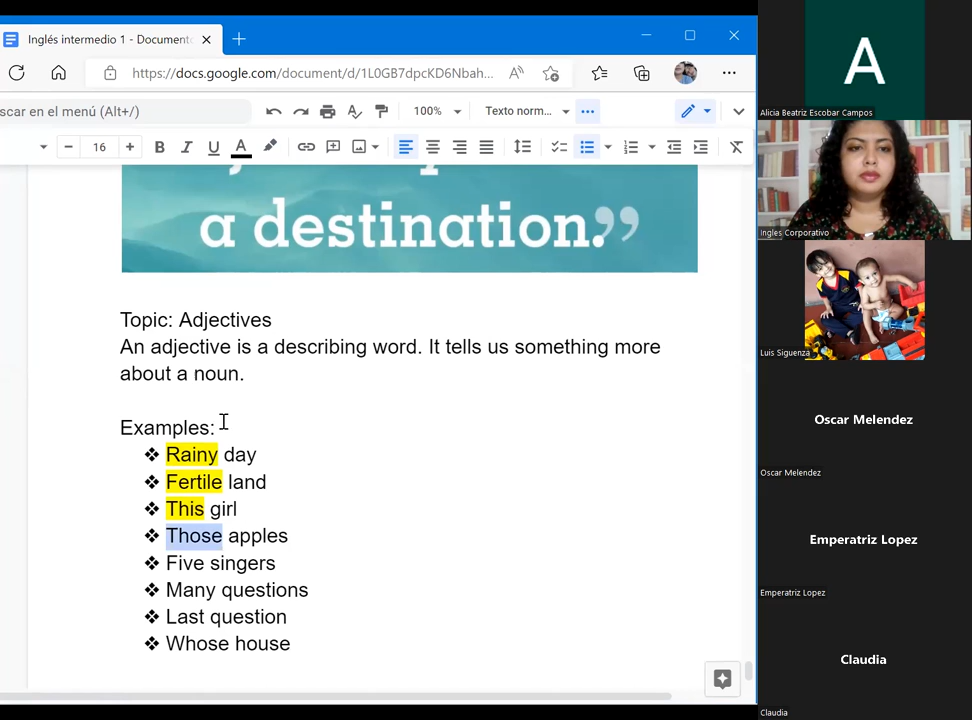 Inglés intermedio 1 - Documento
https://docs.google.com/document/d/1L0GB7dpcKD6Nbah...
scar en el menú (Alt+/)
100%
Texto norm...
16
a destination.”
Topic: Adjectives
An adjective is a describing word. It tells us something more
about a noun.
Examples:
❖ Rainy day
❖ Fertile land
❖ This girl
❖ Those apples
❖ Five singers
❖ Many questions
❖ Last question
❖ Whose house
A
Alicia Beatriz Escobar Campos
Ingles Corporativo
Luis Siguenza
Oscar Melendez
Oscar Melendez
Emperatriz Lopez
Emperatriz Lopez
Claudia
Claudia